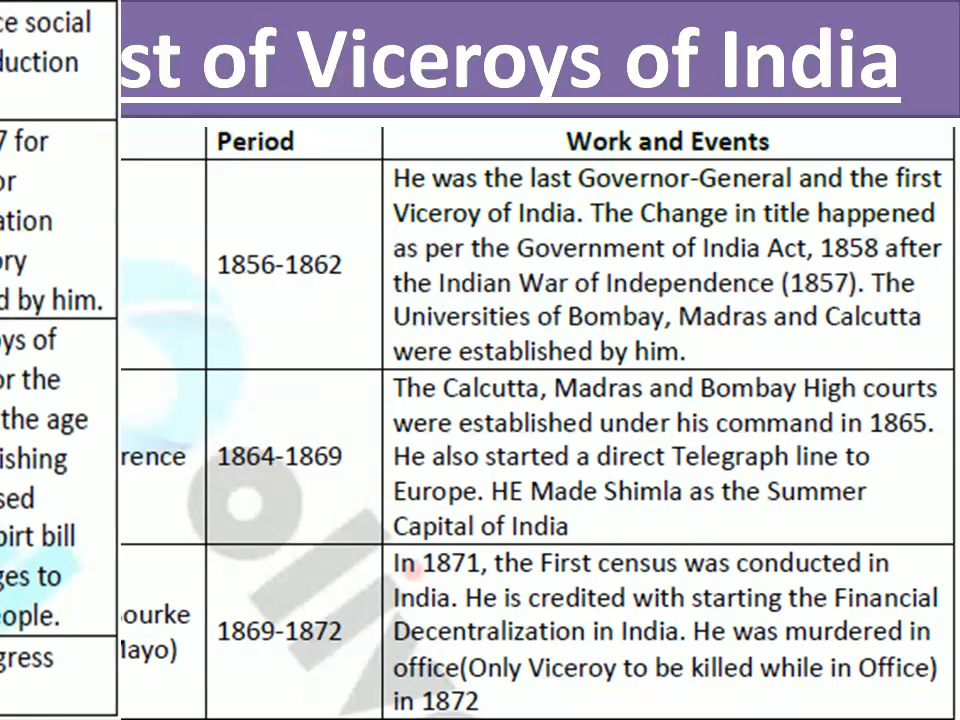 ce social
duction
7 for
or
ation
ory
d by him.
ys of
or the
the age
ishing
sed
birt bill
ges to
eople.
gress
st of Viceroys of India
Period Work and Events
1856-1862
He was the last Governor-General and the first
Viceroy of India. The Change in title happened
as per the Government of India Act, 1858 after
the Indian War of Independence (1857). The
Universities of Bombay, Madras and Calcutta
were established by him.
rence 1864-1869
The Calcutta, Madras and Bombay High courts
were established under his command in 1865.
He also started a direct Telegraph line to
Europe. HE Made Shimla as the Summer
Capital of India
ourke
Mayo)
1869-1872
In 1871, the First census was conducted in
India. He is credited with starting the Financial
Decentralization in India. He was murdered in
office(Only Viceroy to be killed while in Office)
in 1872